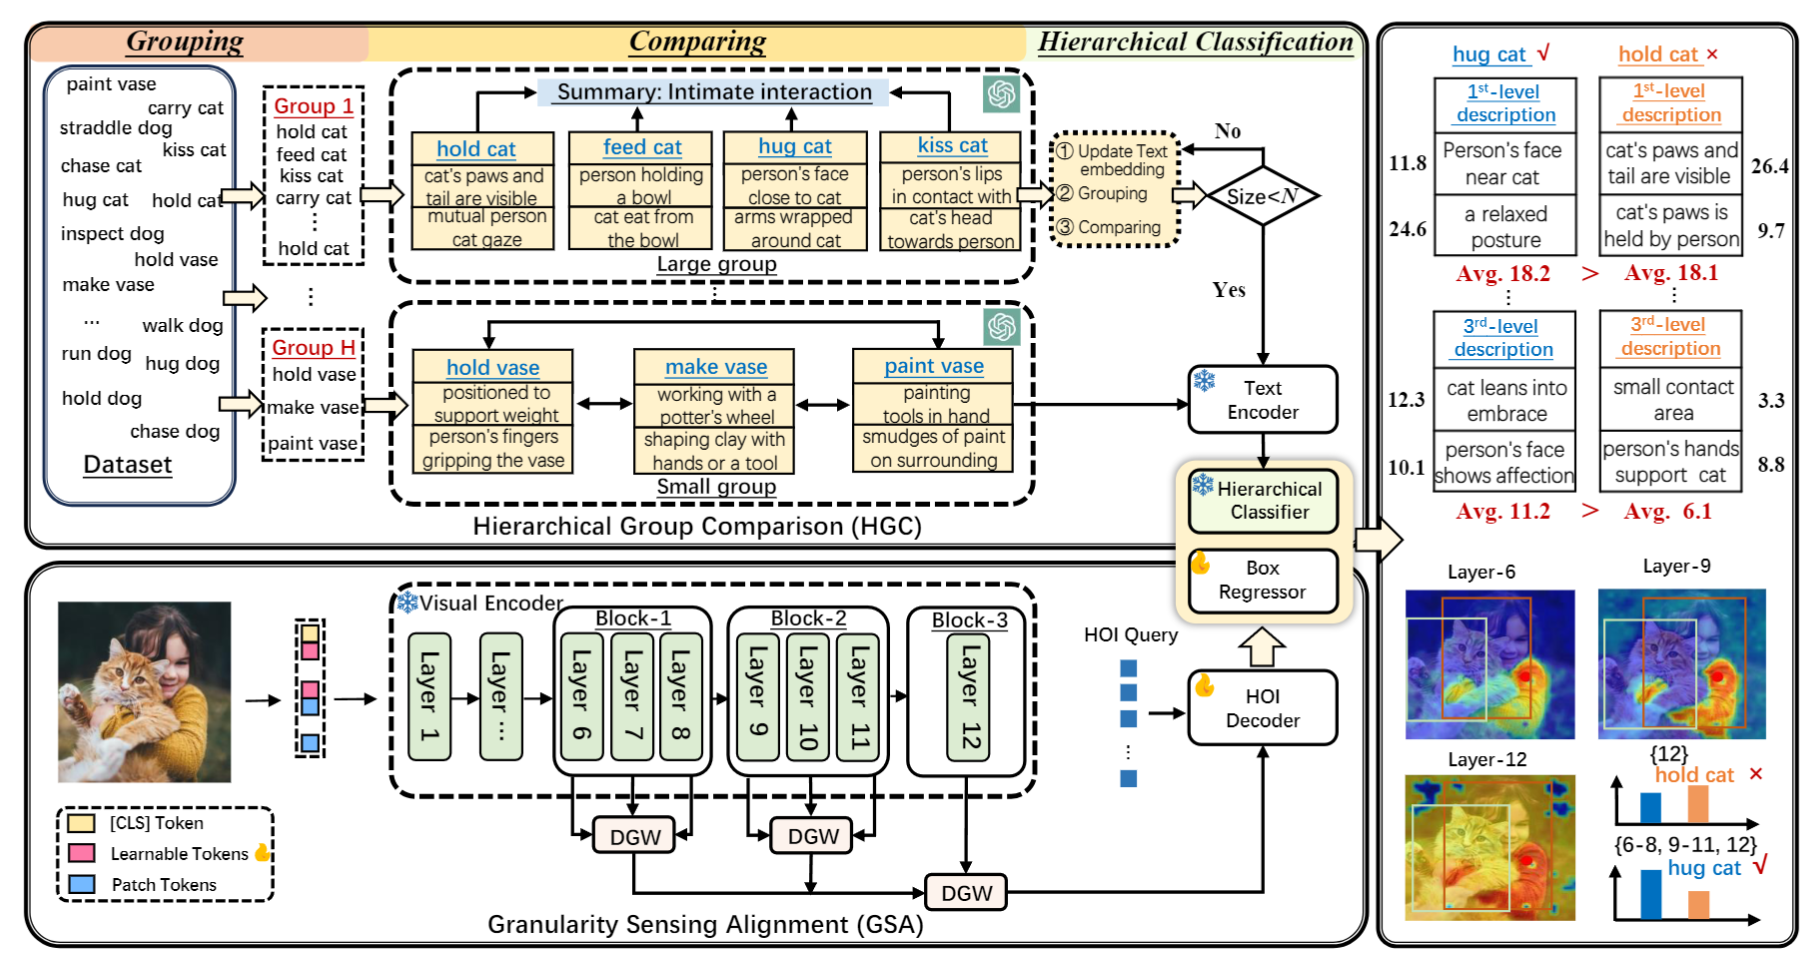 Grouping
Comparing
Hierarchical Classification
paint vase
carry cat
straddle dog
kiss cat
chase cat
hug cat
hold cat
inspect dog
hold vase
make vase
...
walk dog
run dog
hug dog
hold dog
chase dog
Dataset
Group 1
hold cat
feed cat
kiss cat
carry cat
⋮
hold cat
⋮
Group H
hold vase
make vase
paint vase
Summary: Intimate interaction
hold cat
cat's paws and
tail are visible
mutual person
cat gaze
feed cat
person holding
a bowl
cat eat from
the bowl
hug cat
person's face
close to cat
arms wrapped
around cat
kiss cat
person's lips
in contact with
cat's head
towards person
Large group
hold vase
positioned to
support weight
person's fingers
gripping the vase
make vase
working with a
potter's wheel
shaping clay with
hands or a tool
paint vase
painting
tools in hand
smudges of paint
on surrounding
Small group
Hierarchical Group Comparison (HGC)
① Update Text
embedding
② Grouping
③ Comparing
No
Size<N
Yes
Text
Encoder
Hierarchical
Classifier
Box
Regressor
HOI
Decoder
HOI Query
⋮
Visual Encoder
Layer 1
Layer ...
Block-1
Layer 6
Layer 7
Layer 8
Block-2
Layer 9
Layer 10
Layer 11
Block-3
Layer 12
DGW
DGW
DGW
[CLS] Token
Learnable Tokens
Patch Tokens
Granularity Sensing Alignment (GSA)
hug cat √
hold cat ×
1st-level
description
1st-level
description
11.8
Person's face
near cat
cat's paws and
tail are visible
26.4
24.6
a relaxed
posture
cat's paws is
held by person
9.7
Avg. 18.2 > Avg. 18.1
⋮
⋮
3rd-level
description
3rd-level
description
12.3
cat leans into
embrace
small contact
area
3.3
10.1
person's face
shows affection
person's hands
support cat
8.8
Avg. 11.2 > Avg. 6.1
Layer-6
Layer-9
Layer-12
{12}
hold cat ×
{6-8, 9-11, 12}
hug cat √